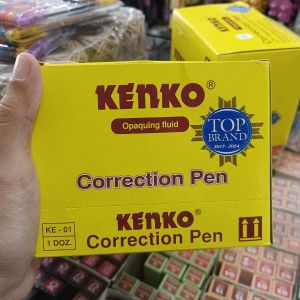 KENKO®
Opaquing fluid
TOP
BRAND
2017-2024
Correction Pen
KE - 01
1 DOZ.
KENKO®
Correction Pen